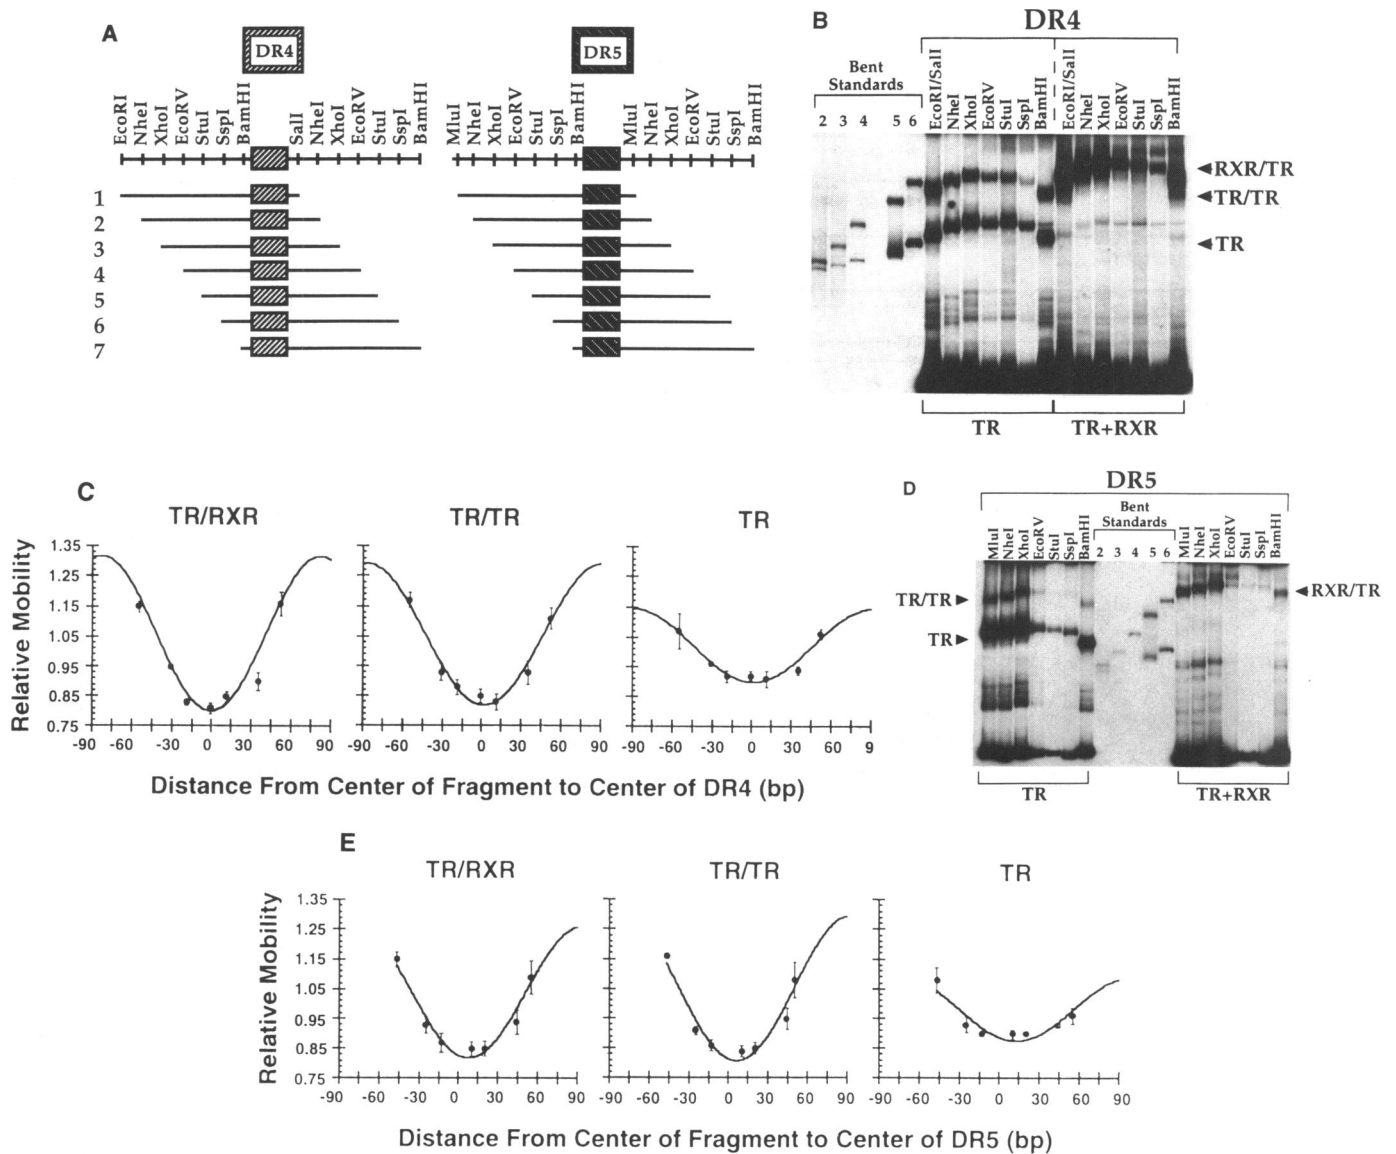 A
DR4
DR5
EcoRI
NheI
XhoI
EcoRV
StuI
SspI
BamHI
SalI
NheI
XhoI
EcoRV
StuI
SspI
BamHI
MluI
NheI
XhoI
EcoRV
StuI
SspI
BamHI
MluI
NheI
XhoI
EcoRV
StuI
SspI
BamHI
1
2
3
4
5
6
7
B
DR4
Bent
Standards
2 3 4 5 6
EcoRI/SalI
NheI
XhoI
EcoRV
StuI
SspI
BamHI
EcoRI/SalI
NheI
XhoI
EcoRV
StuI
SspI
BamHI
RXR/TR
TR/TR
TR
TR
TR+RXR
C
TR/RXR
TR/TR
TR
Relative Mobility
1.35
1.25
1.15
1.05
0.95
0.85
0.75
-90 -60 -30 0 30 60 90
-90 -60 -30 0 30 60 90
-90 -60 -30 0 30 60 9
Distance From Center of Fragment to Center of DR4 (bp)
D
DR5
Bent
Standards
MluI
NheI
XhoI
EcoRV
StuI
SspI
BamHI
2 3 4 5 6
MluI
NheI
XhoI
EcoRV
StuI
SspI
BamHI
TR/TR
TR
RXR/TR
TR
TR+RXR
E
TR/RXR
TR/TR
TR
Relative Mobility
1.35
1.25
1.15
1.05
0.95
0.85
0.75
-90 -60 -30 0 30 60 90
-90 -60 -30 0 30 60 90
-90 -60 -30 0 30 60 90
Distance From Center of Fragment to Center of DR5 (bp)